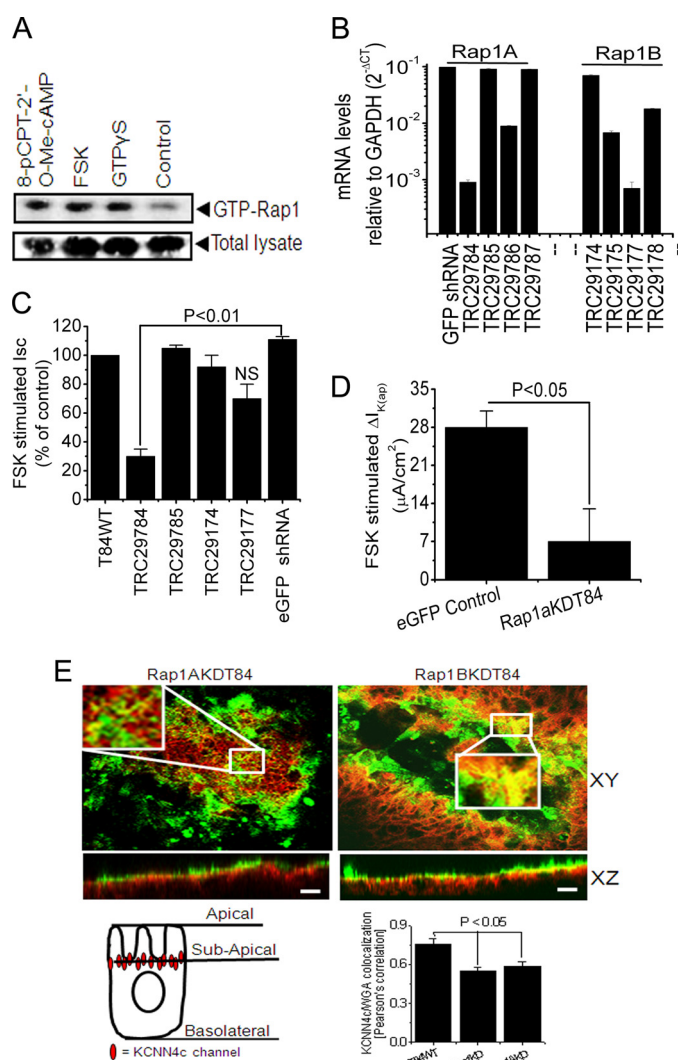 A
8-pCPT-2'-
O-Me-cAMP
FSK
GTPγS
Control
GTP-Rap1
Total lysate
B
Rap1A
Rap1B
mRNA levels
relative to GAPDH (2^-ΔCT)
10^-1
10^-2
10^-3
GFP shRNA
TRC29784
TRC29785
TRC29786
TRC29787
--
--
TRC29174
TRC29175
TRC29177
TRC29178
--
C
P<0.01
FSK stimulated Isc
(% of control)
120
100
80
60
40
20
0
NS
T84WT
TRC29784
TRC29785
TRC29174
TRC29177
eGFP shRNA
D
P<0.05
FSK stimulated ΔI_K(ap)
(μA/cm²)
35
28
21
14
7
0
eGFP Control
Rap1aKDT84
E
Rap1AKDT84
Rap1BKDT84
XY
XZ
Apical
Sub-Apical
Basolateral
= KCNN4c channel
KCNN4c/WGA colocalization
[Pearson's correlation]
P < 0.05
0.9
0.6
0.3
0.0